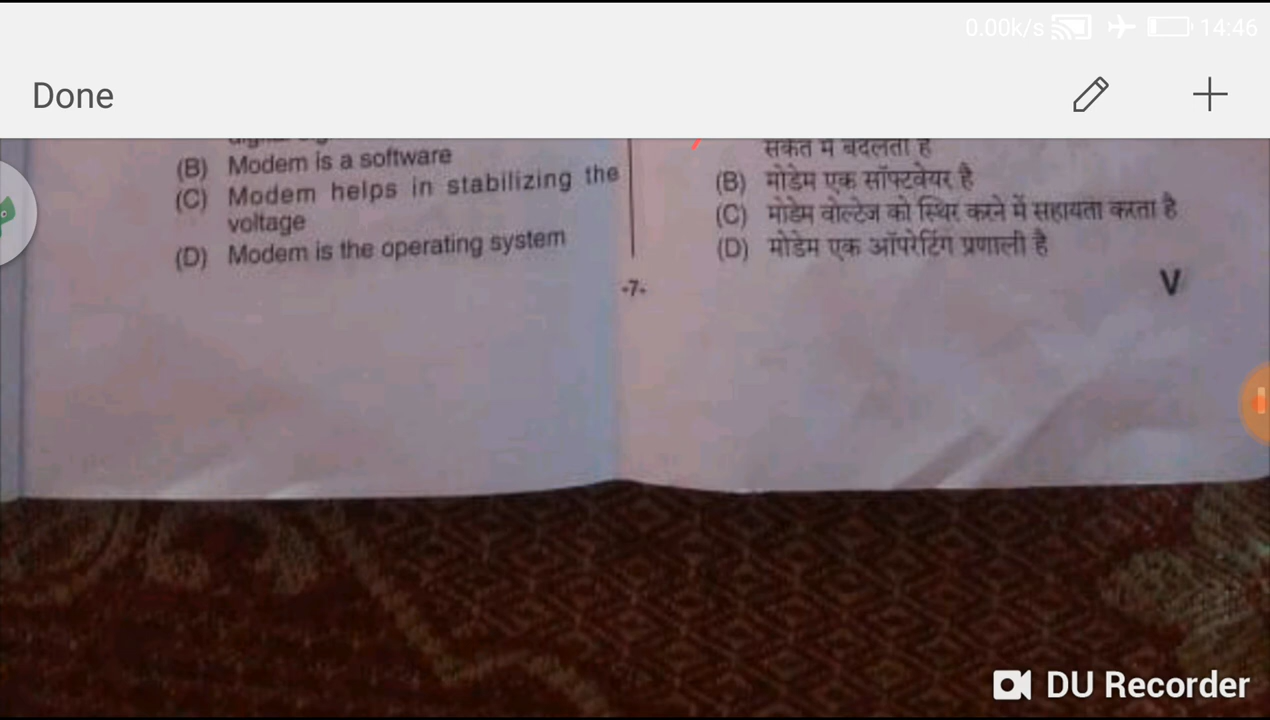 0.00k/s 14:46
Done
(B) Modem is a software
(C) Modem helps in stabilizing the
voltage
(D) Modem is the operating system
संकेत में बदलता है
(B) मोडेम एक सॉफ्टवेयर है
(C) मोडेम वोल्टेज को स्थिर करने में सहायता करता है
(D) मोडेम एक ऑपरेटिंग प्रणाली है
-7-
V
DU Recorder